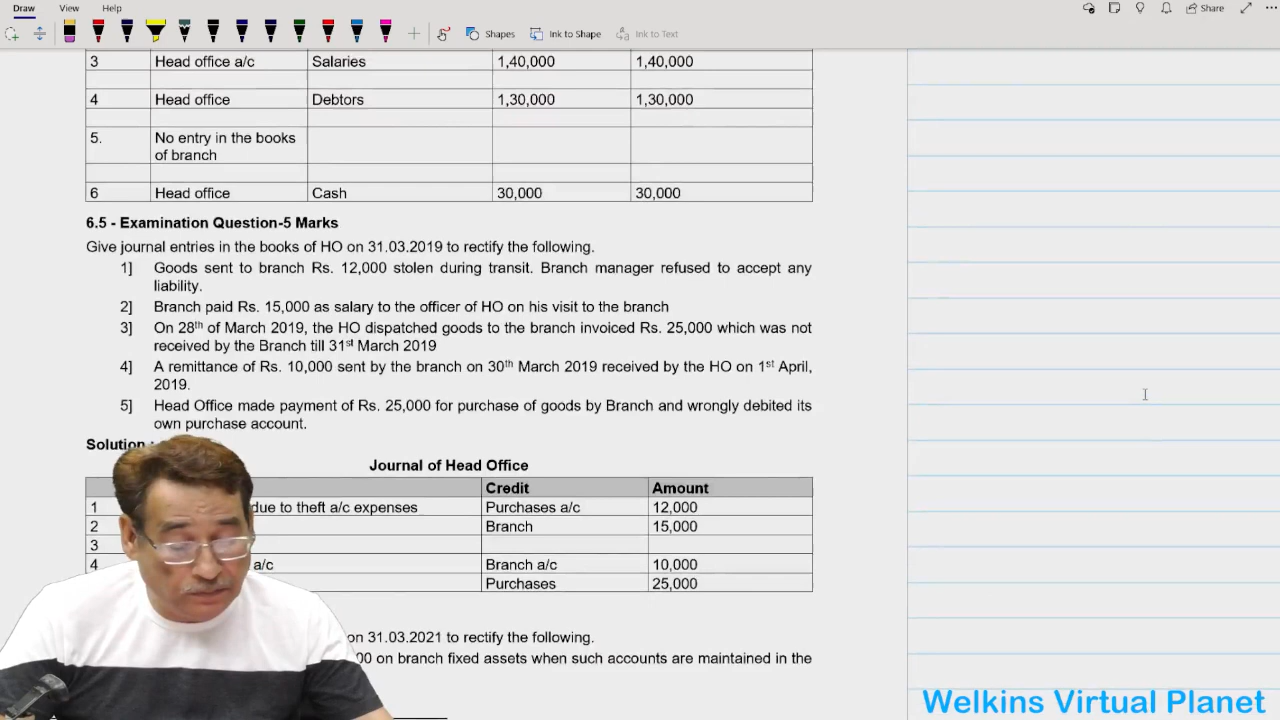 Draw View Help Share
Shapes Ink to Shape Ink to Text
3 Head office a/c Salaries 1,40,000 1,40,000
4 Head office Debtors 1,30,000 1,30,000
5. No entry in the books
of branch
6 Head office Cash 30,000 30,000
6.5 - Examination Question-5 Marks
Give journal entries in the books of HO on 31.03.2019 to rectify the following.
1] Goods sent to branch Rs. 12,000 stolen during transit. Branch manager refused to accept any
liability.
2] Branch paid Rs. 15,000 as salary to the officer of HO on his visit to the branch
3] On 28th of March 2019, the HO dispatched goods to the branch invoiced Rs. 25,000 which was not
received by the Branch till 31st March 2019
4] A remittance of Rs. 10,000 sent by the branch on 30th March 2019 received by the HO on 1st April,
2019.
5] Head Office made payment of Rs. 25,000 for purchase of goods by Branch and wrongly debited its
own purchase account.
Solution :
Journal of Head Office
Credit Amount
1 due to theft a/c expenses Purchases a/c 12,000
2 Branch 15,000
3
4 a/c Branch a/c 10,000
Purchases 25,000
on 31.03.2021 to rectify the following.
00 on branch fixed assets when such accounts are maintained in the
Welkins Virtual Planet